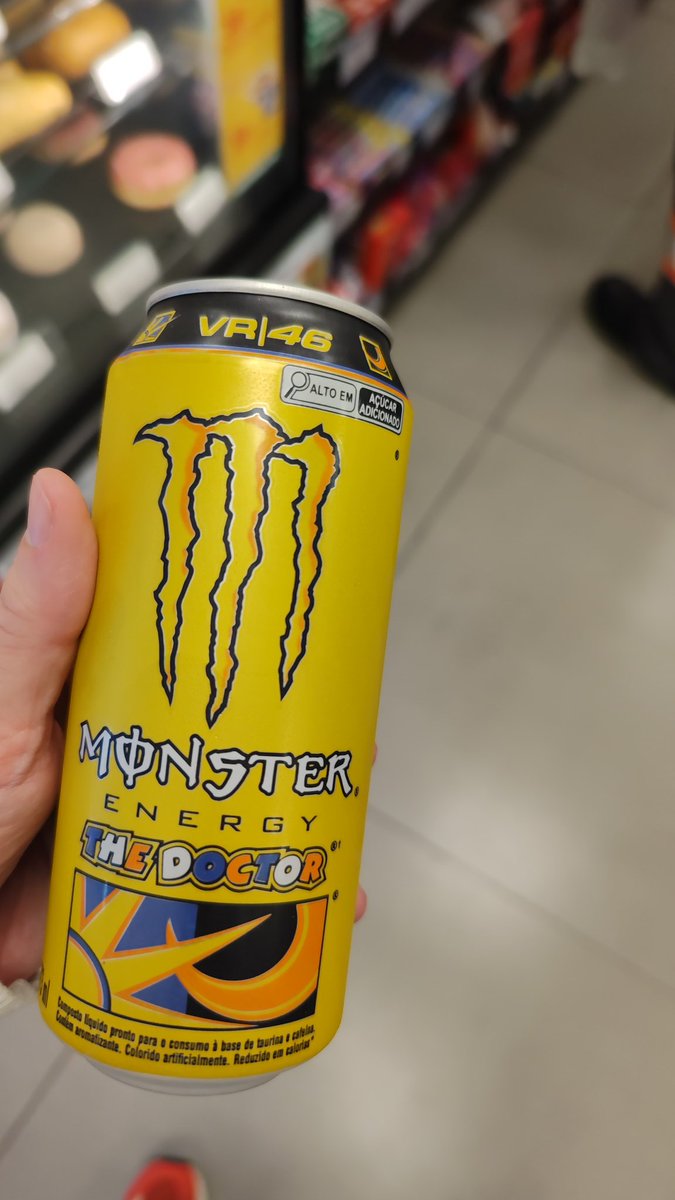 VR|46
ALTO EM
AÇÚCAR
ADICIONADO
MONSTER
ENERGY
THE DOCTOR
ml
Composto líquido pronto para o consumo à base de taurina e cafeína.
Contém aromatizante. Colorido artificialmente. Reduzido em calorias*